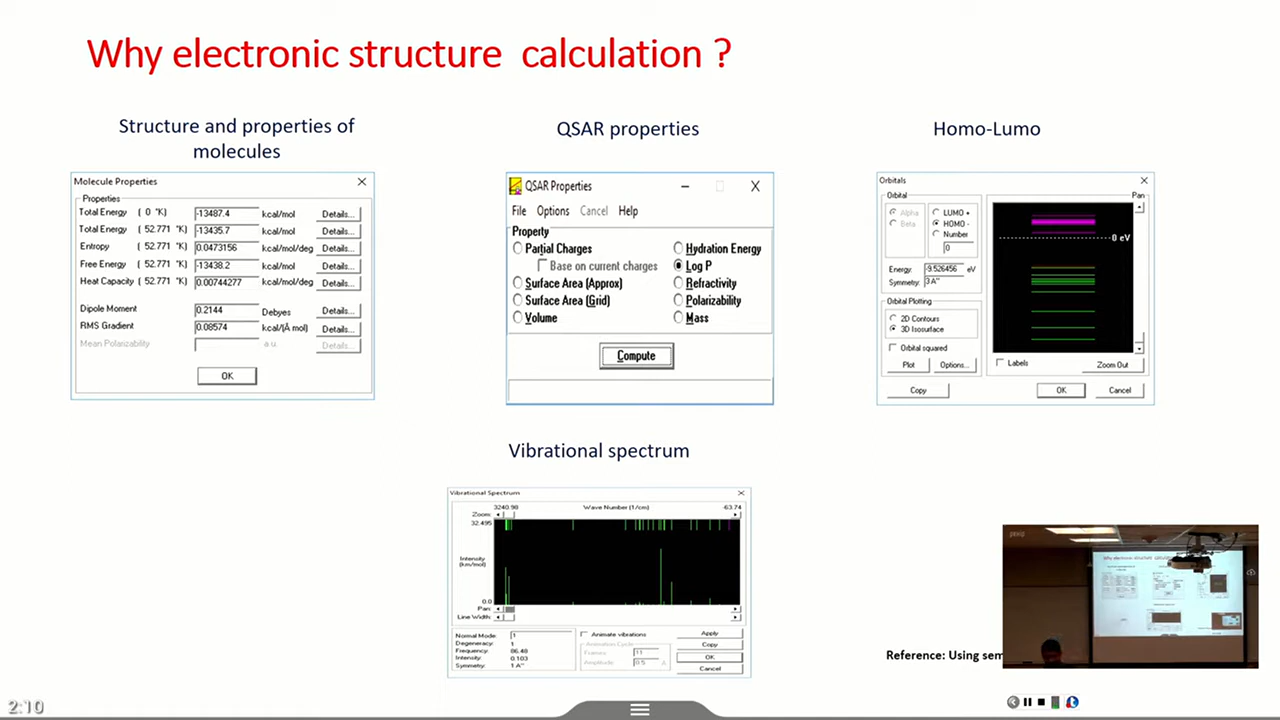 Why electronic structure calculation ?
Structure and properties of
molecules
Molecule Properties
Properties
Total Energy ( 0 °K) -13487.4 kcal/mol Details...
Total Energy ( 52.771 °K) -13435.7 kcal/mol Details...
Entropy ( 52.771 °K) 0.0473156 kcal/mol/deg Details...
Free Energy ( 52.771 °K) -13438.2 kcal/mol Details...
Heat Capacity ( 52.771 °K) 0.00744277 kcal/mol/deg Details...
Dipole Moment 0.2144 Debyes Details...
RMS Gradient 0.08574 kcal/(Å mol) Details...
Mean Polarizability a.u. Details...
OK
QSAR properties
QSAR Properties
File Options Cancel Help
Property
Partial Charges Hydration Energy
Base on current charges Log P
Surface Area (Approx) Refractivity
Surface Area (Grid) Polarizability
Volume Mass
Compute
Homo-Lumo
Orbitals
Orbital Pan
Alpha LUMO +
Beta HOMO -
Number
0
0 eV
Energy: -9.526456 eV
Symmetry: 3 A''
Orbital Plotting
2D Contours
3D Isosurface
Orbital squared
Plot Options...
Labels Zoom Out
Copy OK Cancel
Vibrational spectrum
Vibrational Spectrum
3240.98 Wave Number (1/cm) -63.74
Zoom:
32.495
Intensity
(km/mol)
0.0
Pan:
Line Width:
Normal Mode: 1 Animate vibrations Apply
Degeneracy: 1 Animation Cycle Copy
Frequency: 86.48 Frames: 11 OK
Intensity: 0.103 Amplitude: 0.5 A Cancel
Symmetry: 1 A''
Reference: Using sem
2:10